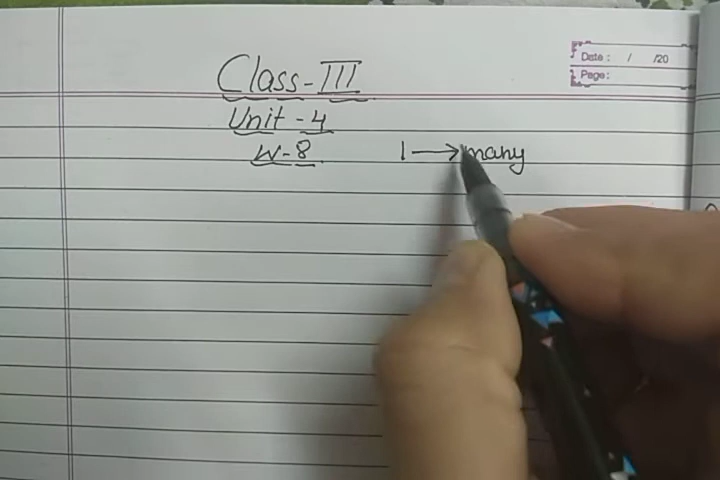 Class-III
Date: / /20
Page:
Unit-4
W-8 1→many